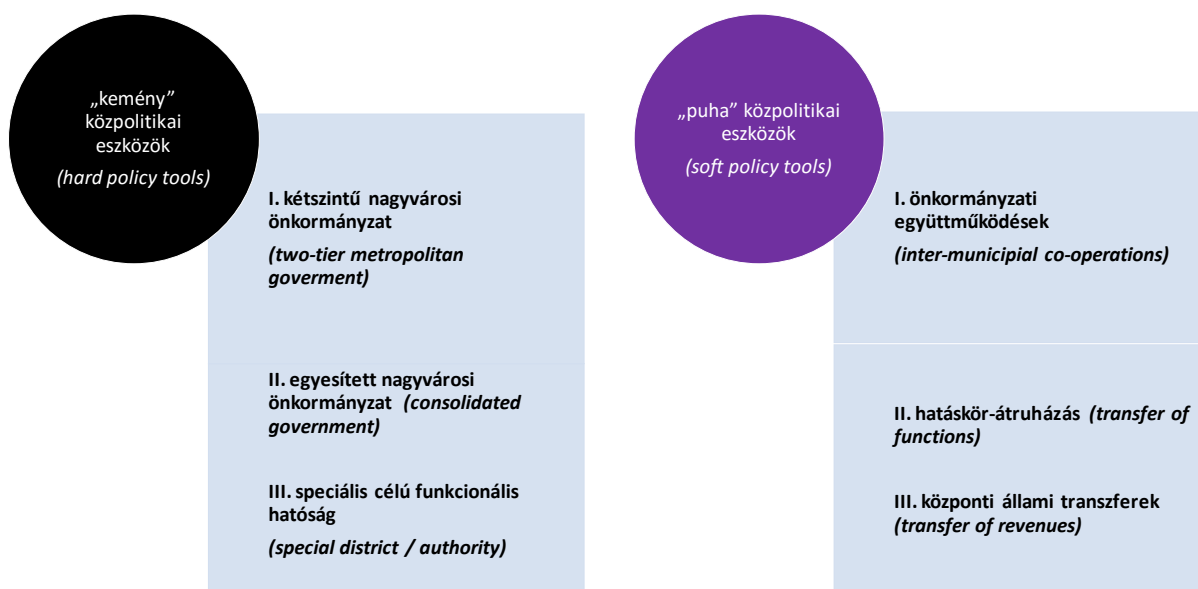 „kemény”
közpolitikai
eszközök
(hard policy tools)
I. kétszintű nagyvárosi
önkormányzat
(two-tier metropolitan
goverment)
II. egyesített nagyvárosi
önkormányzat (consolidated
government)
III. speciális célú funkcionális
hatóság
(special district / authority)
„puha” közpolitikai
eszközök
(soft policy tools)
I. önkormányzati
együttműködések
(inter-municipial co-operations)
II. hatáskör-átruházás (transfer of
functions)
III. központi állami transzferek
(transfer of revenues)